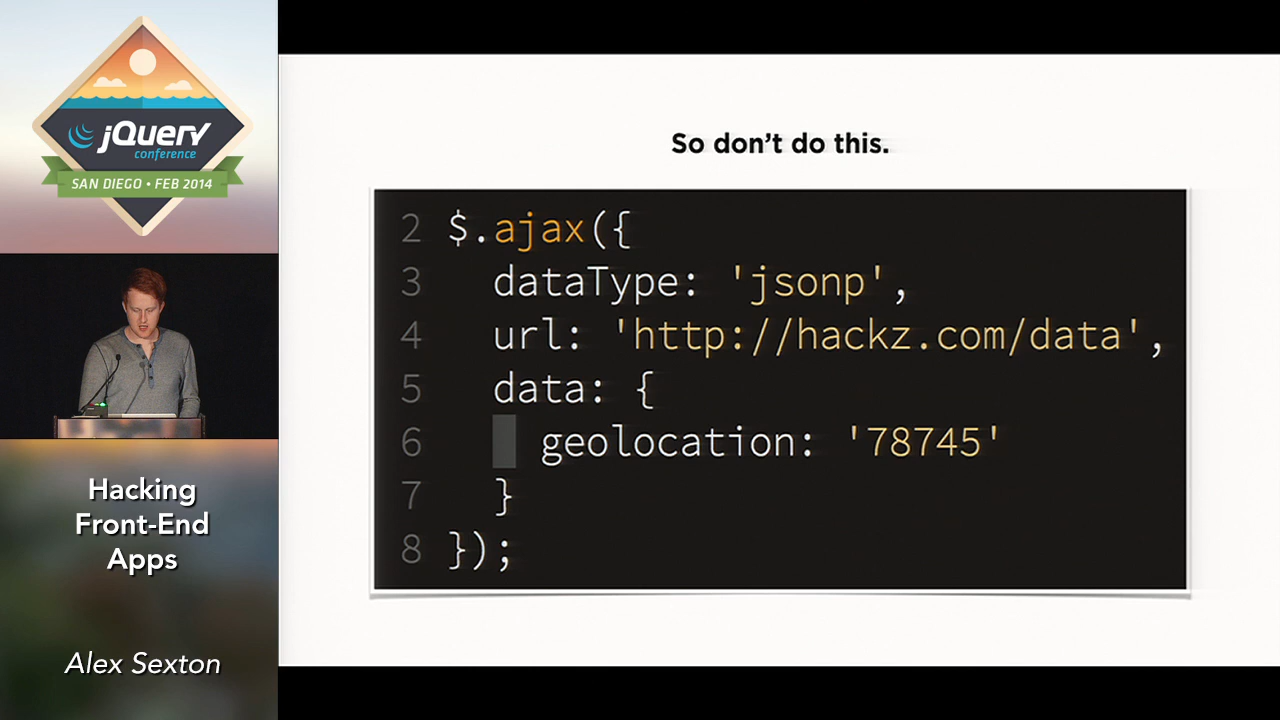 jQuery
conference
SAN DIEGO • FEB 2014
Hacking
Front-End
Apps
Alex Sexton
So don’t do this.
2 $.ajax({
3 dataType: 'jsonp',
4 url: 'http://hackz.com/data',
5 data: {
6 geolocation: '78745'
7 }
8 });